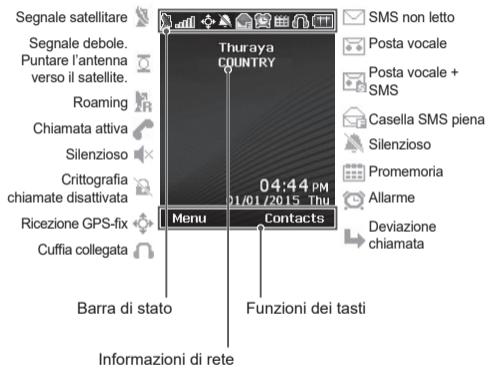 Segnale satellitare
Segnale debole.
Puntare l'antenna
verso il satellite.
Roaming
R
Chiamata attiva
Silenzioso
Crittografia
chiamate disattivata
Ricezione GPS-fix
Cuffia collegata
Thuraya
COUNTRY
04:44 PM
01/01/2015 Thu
Menu Contacts
SMS non letto
Posta vocale
Posta vocale +
SMS
Casella SMS piena
Silenzioso
Promemoria
Allarme
Deviazione
chiamata
Barra di stato
Funzioni dei tasti
Informazioni di rete